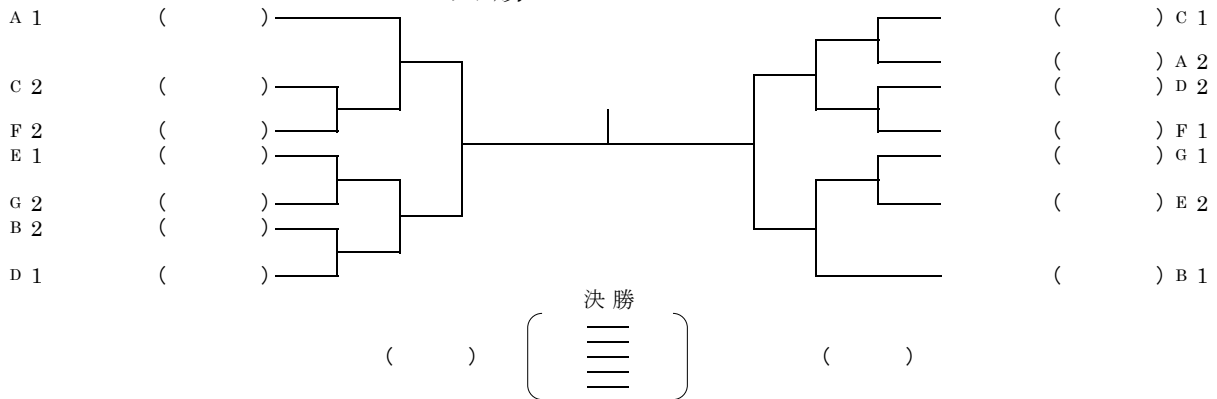 A 1 ( ) ( ) C 1
( ) A 2
C 2 ( ) ( ) D 2
F 2 ( ) ( ) F 1
E 1 ( ) ( ) G 1
G 2 ( ) ( ) E 2
B 2 ( )
D 1 ( ) ( ) B 1
決 勝
( ) ( )